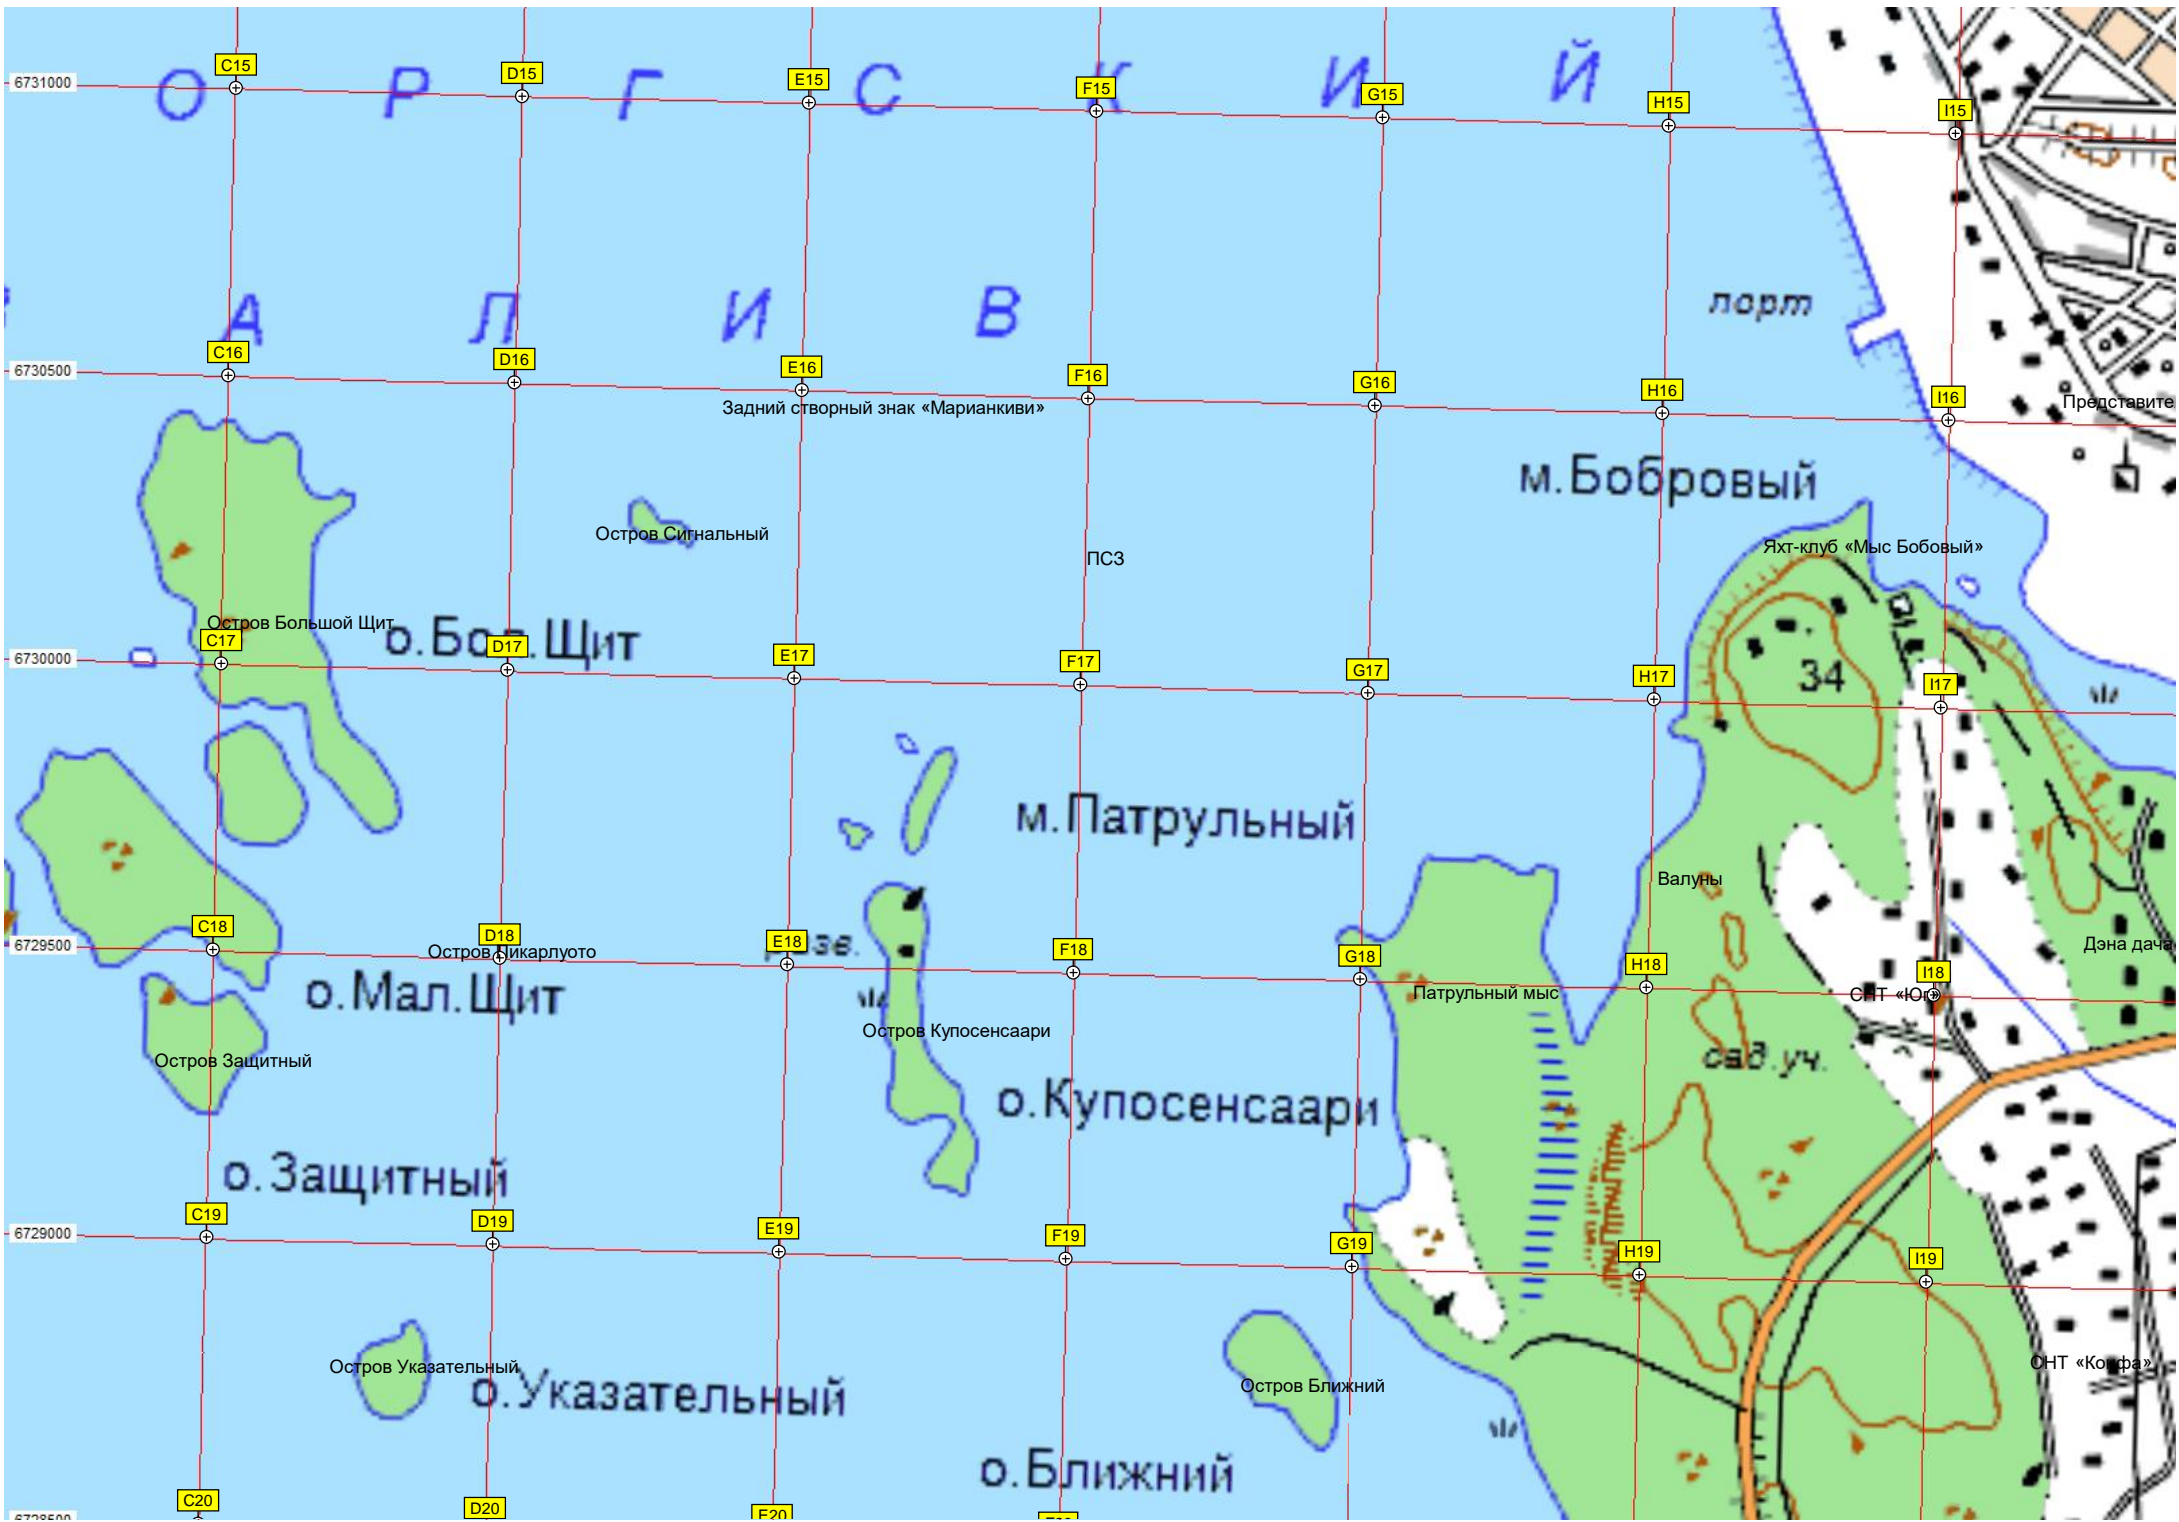 C15
D15
E15
F15
G15
H15
I15
6731000
О Р Г С К И Й
А Л И В
порт
C16
D16
E16
F16
G16
H16
I16
6730500
Задний створный знак «Марианкиви»
Представите
м.Бобровый
Остров Сигнальный
ПСЗ
Яхт-клуб «Мыс Бобовый»
Остров Большой Щит
о.Бол.Щит
C17
D17
E17
F17
G17
H17
I17
6730000
34
м.Патрульный
Валуны
C18
D18
E18
F18
G18
H18
I18
6729500
Остров Пикарлуото
разв.
Дэна дача
о.Мал.Щит
Патрульный мыс
СНТ «Юг»
Остров Купосенсаари
Остров Защитный
сад.уч.
о.Купосенсаари
о.Защитный
C19
D19
E19
F19
G19
H19
I19
6729000
Остров Указательный
о.Указательный
Остров Ближний
СНТ «Корфа»
о.Ближний
C20
D20
E20
6728500